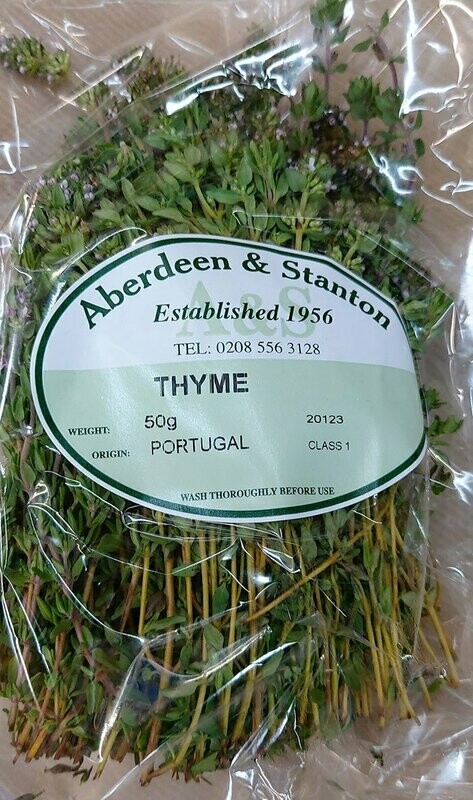 Aberdeen & Stanton
A&S
Established 1956
TEL: 0208 556 3128
THYME
WEIGHT: 50g 20123
ORIGIN: PORTUGAL CLASS 1
WASH THOROUGHLY BEFORE USE